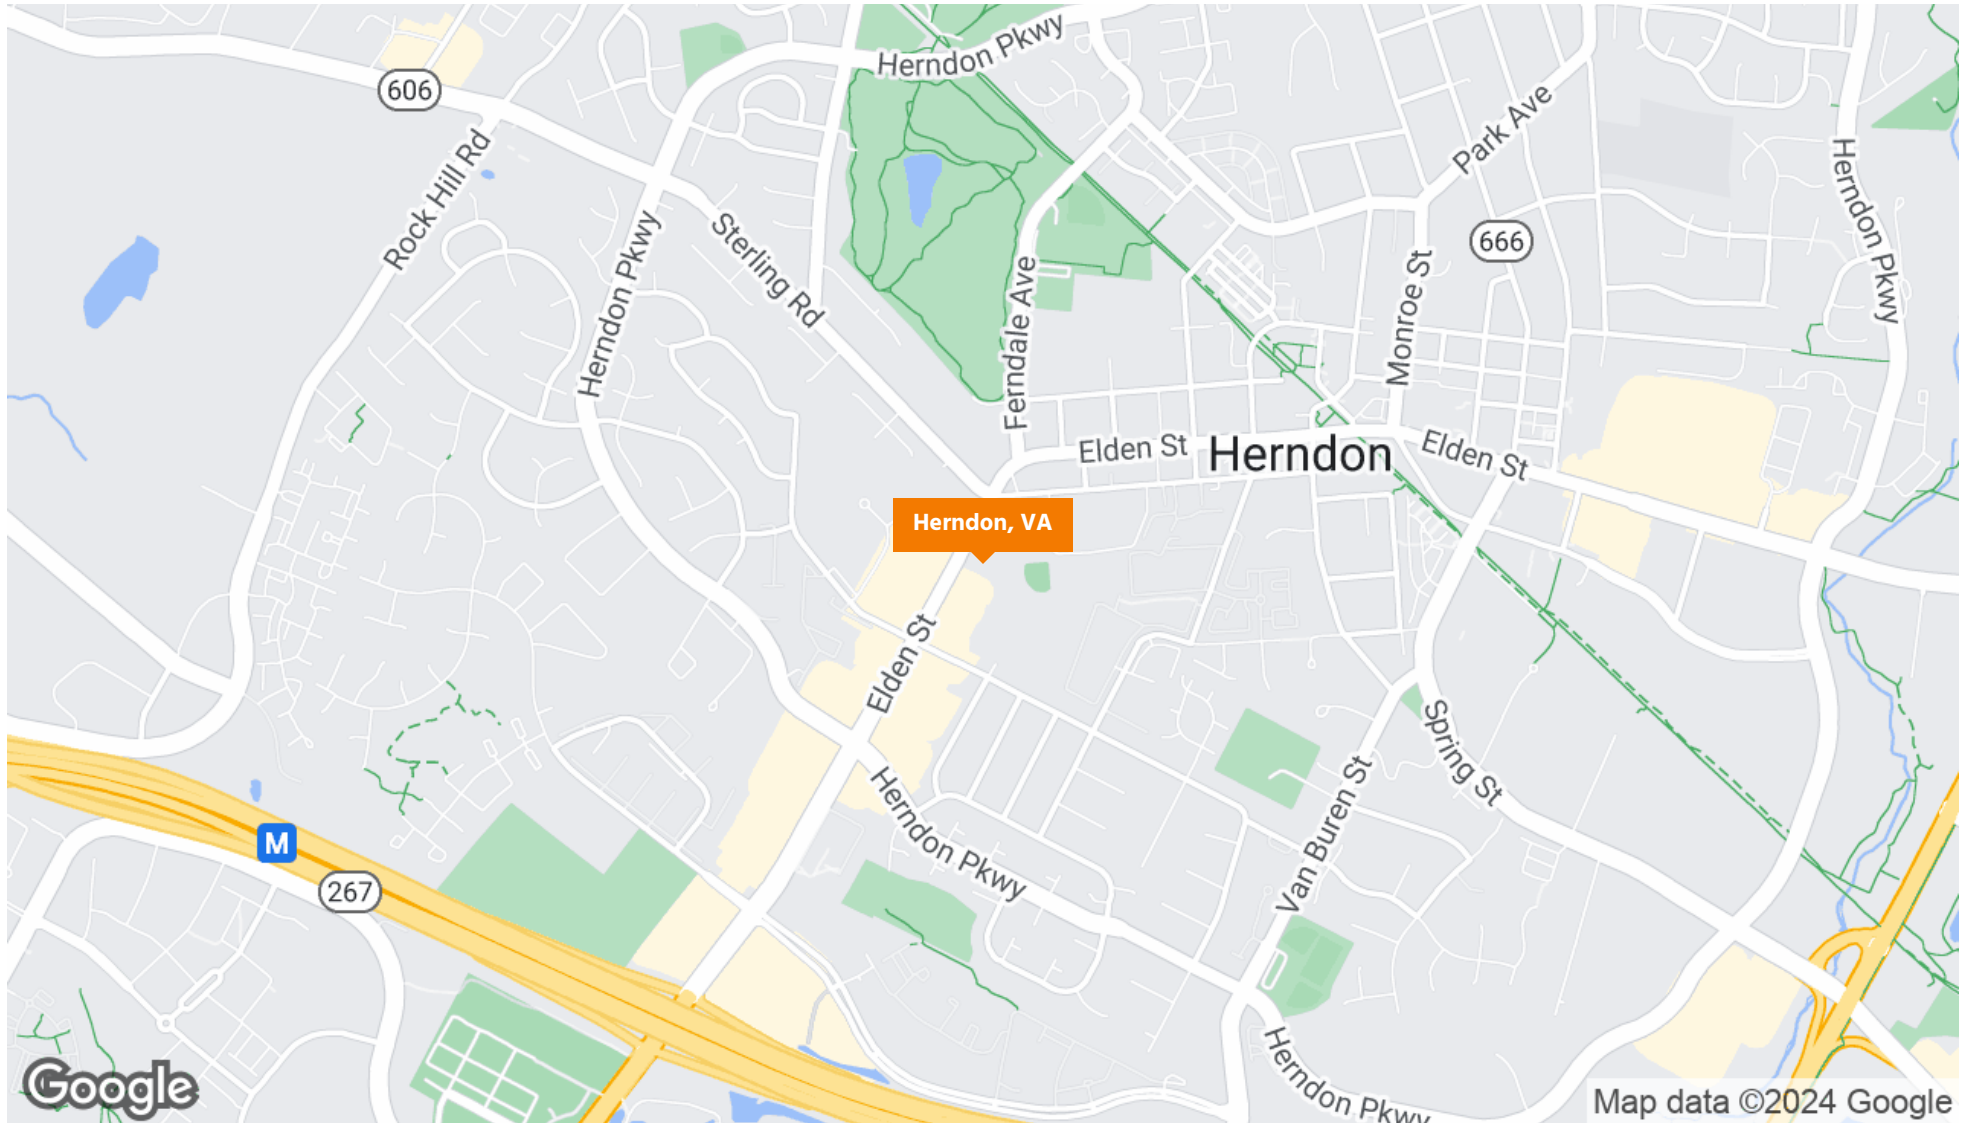 Herndon Pkwy
606
Park Ave
Rock Hill Rd
Herndon Pkwy
Herndon Pkwy
Sterling Rd
666
Ferndale Ave
Monroe St
Elden St
Herndon
Elden St
Herndon, VA
Elden St
Spring St
Herndon Pkwy
Van Buren St
M
267
Herndon Pkwy
Google
Map data ©2024 Google